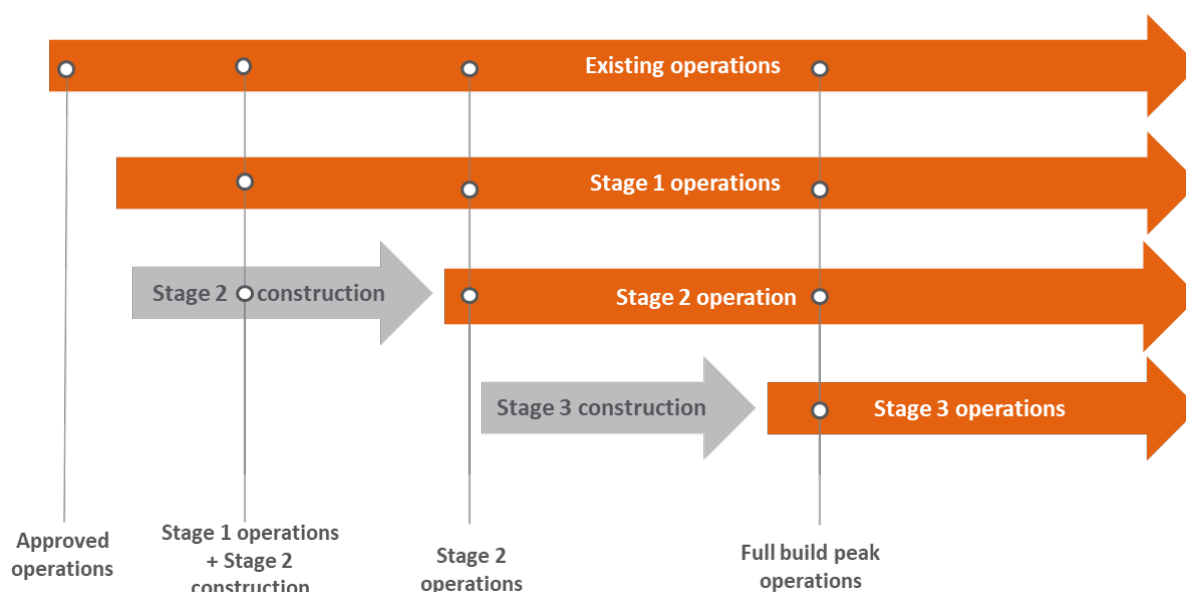 Existing operations
Stage 1 operations
Stage 2 construction
Stage 2 operation
Stage 3 construction
Stage 3 operations
Approved
operations
Stage 1 operations
+ Stage 2
construction
Stage 2
operations
Full build peak
operations